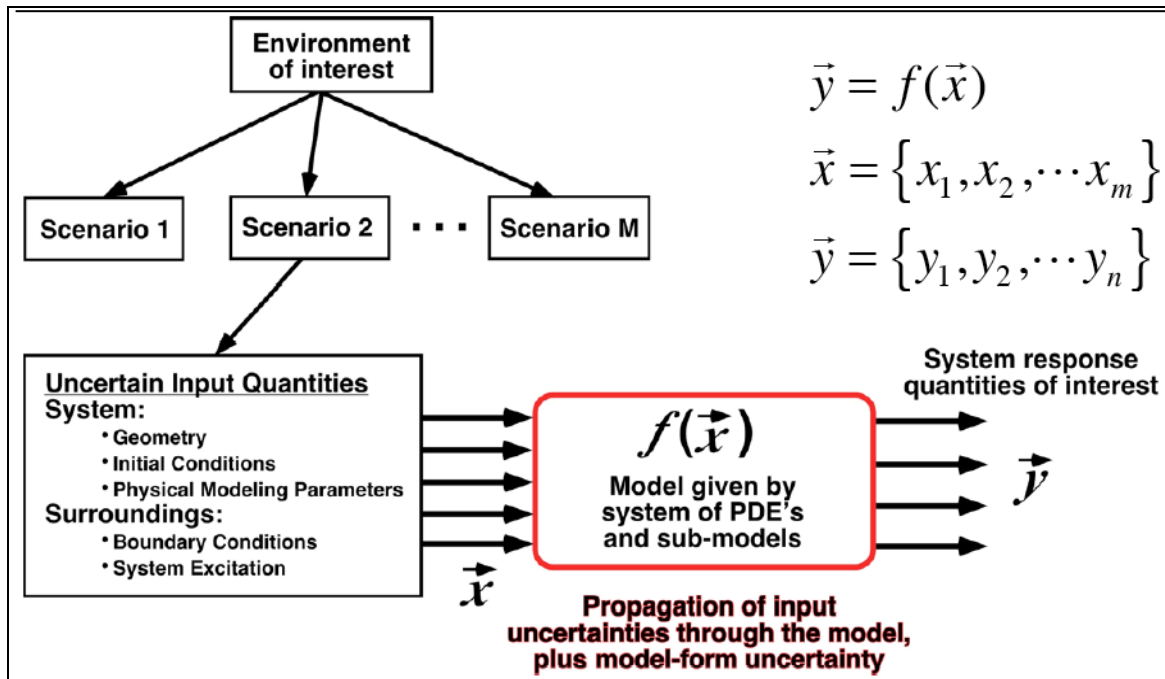 Environment
of interest
Scenario 1
Scenario 2
• • •
Scenario M
y⃗ = f(x⃗)
x⃗ = {x₁, x₂, ⋯ xₘ}
y⃗ = {y₁, y₂, ⋯ yₙ}
Uncertain Input Quantities
System:
• Geometry
• Initial Conditions
• Physical Modeling Parameters
Surroundings:
• Boundary Conditions
• System Excitation
x⃗
f(x⃗)
Model given by
system of PDE's
and sub-models
Propagation of input
uncertainties through the model,
plus model-form uncertainty
System response
quantities of interest
y⃗